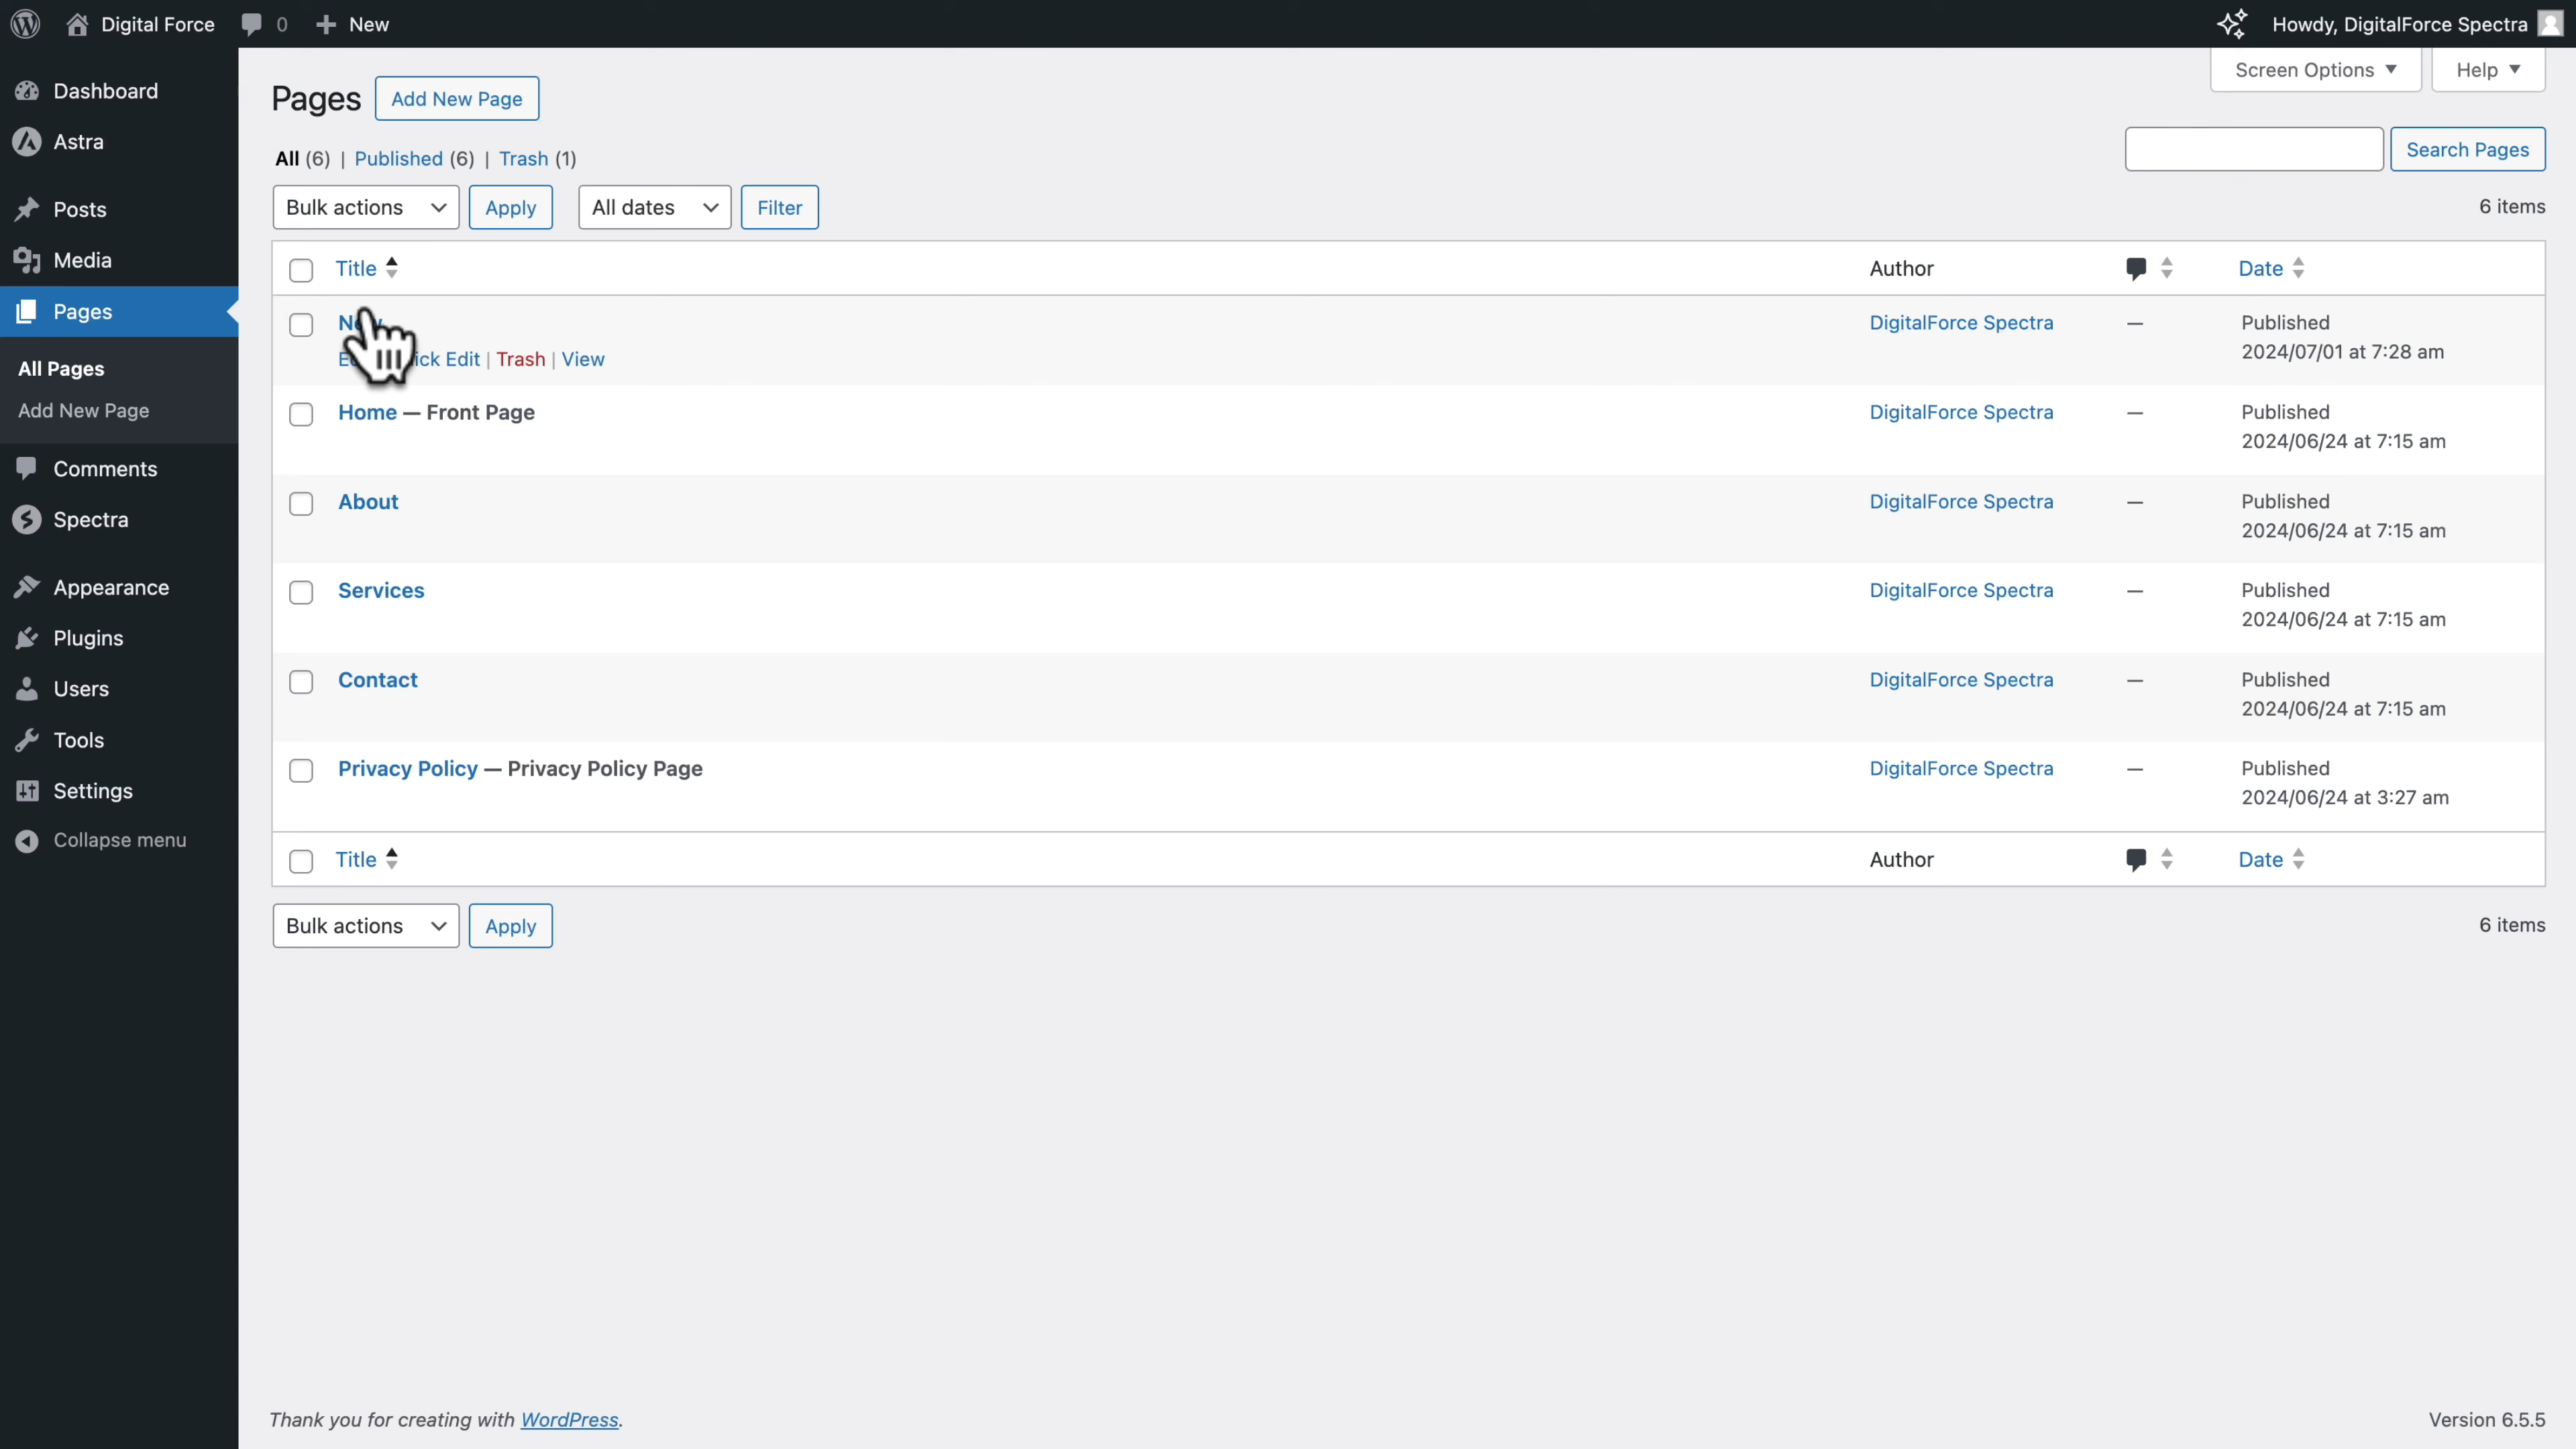 Digital Force 0 New Howdy, DigitalForce Spectra
Screen Options Help
Dashboard
Astra
Posts
Media
Pages
All Pages
Add New Page
Comments
Spectra
Appearance
Plugins
Users
Tools
Settings
Collapse menu
Pages Add New Page
All (6) | Published (6) | Trash (1)
Search Pages
Bulk actions Apply All dates Filter 6 items
Title Author Date
DigitalForce Spectra — Published
2024/07/01 at 7:28 am
Edit | Trash | View
Home — Front Page DigitalForce Spectra — Published
2024/06/24 at 7:15 am
About DigitalForce Spectra — Published
2024/06/24 at 7:15 am
Services DigitalForce Spectra — Published
2024/06/24 at 7:15 am
Contact DigitalForce Spectra — Published
2024/06/24 at 7:15 am
Privacy Policy — Privacy Policy Page DigitalForce Spectra — Published
2024/06/24 at 3:27 am
Title Author Date
Bulk actions Apply 6 items
Thank you for creating with WordPress. Version 6.5.5